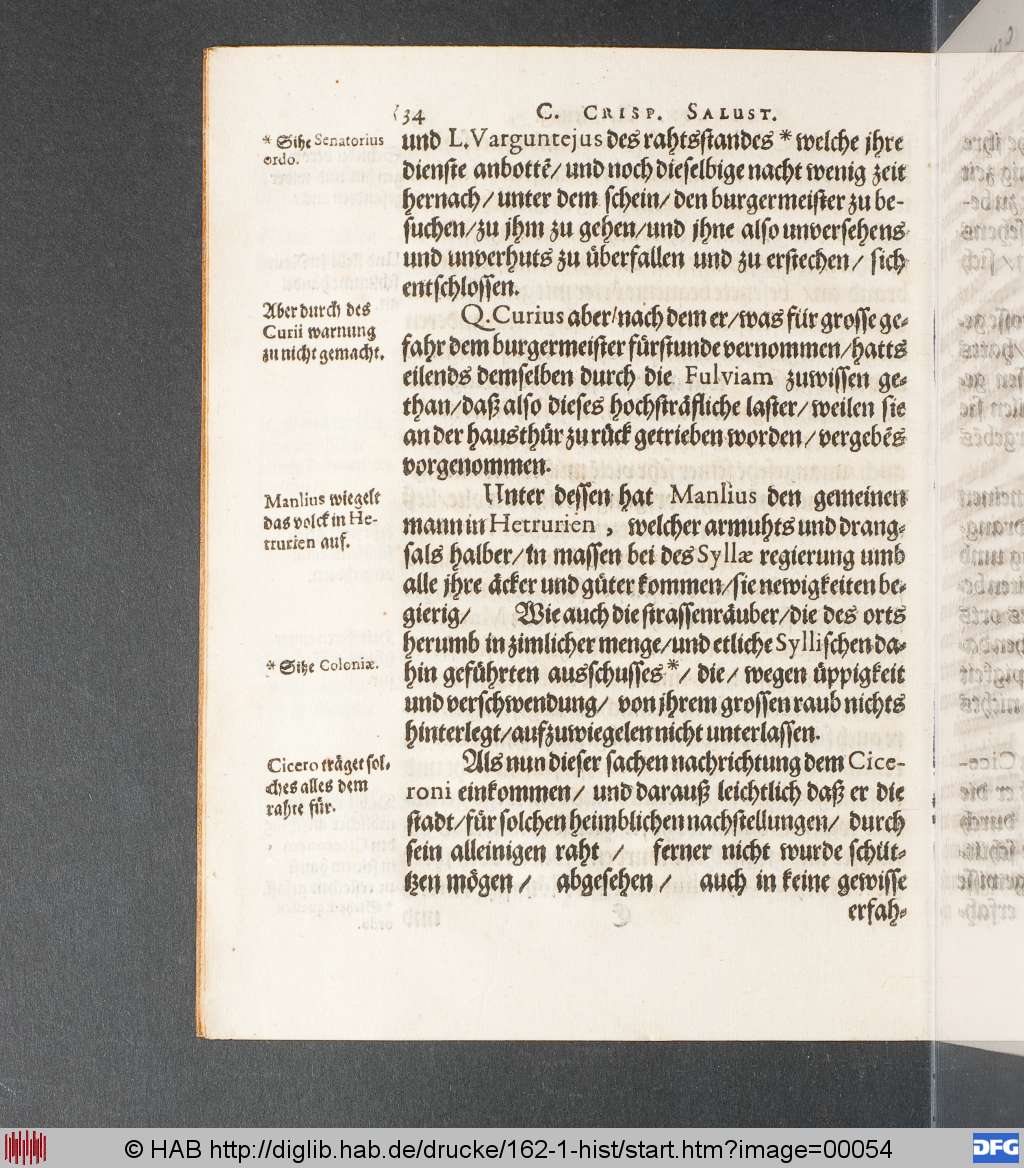 34 C. CRISP. SALUST.
* Sihe Senatorius
ordo.
und L. Varguntejus des rahtsstandes * welche jhre
dienste anbottẽ/ und noch dieselbige nacht wenig zeit
hernach/ unter dem schein/ den burgermeister zu be-
suchen/ zu jhm zu gehen/ und jhne also unversehens
und unverhuts zu überfallen und zu erstechen/ sich
entschlossen.
Aber durch des
Curii warnung
zu nicht gemacht.
Q. Curius aber/ nach dem er/ was für grosse ge-
fahr dem burgermeister fürstunde vernommen/ hatts
eilends demselben durch die Fulviam zuwissen ge-
than/ daß also dieses hochsträfliche laster/ weilen sie
an der hausthür zu rück getrieben worden/ vergebẽs
vorgenommen.
Manlius wiegelt
das volck in He-
trurien auf.
Unter dessen hat Manlius den gemeinen
mann in Hetrurien, welcher armuhts und drang-
sals halber/ in massen bei des Syllæ regierung umb
alle jhre äcker und güter kommen/ sie newigkeiten be-
gierig/ Wie auch die strassenräuber/ die des orts
herumb in zimlicher menge/ und etliche Syllischen da-
* Sihe Coloniæ.
hin geführten ausschusses */ die/ wegen üppigkeit
und verschwendung/ von jhrem grossen raub nichts
hinterlegt/ aufzuwiegelen nicht unterlassen.
Cicero träget sol-
ches alles dem
rahte für.
Als nun dieser sachen nachrichtung dem Cice-
roni einkommen/ und darauß leichtlich daß er die
stadt/ für solchen heimblichen nachstellungen/ durch
sein alleinigen raht/ ferner nicht wurde schüt-
tzen mögen/ abgesehen/ auch in keine gewisse
erfah-
© HAB http://diglib.hab.de/drucke/162-1-hist/start.htm?image=00054
DFG